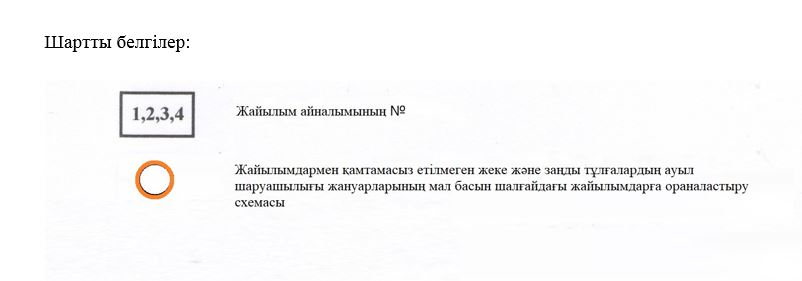 Шартты белгілер:
1,2,3,4
Жайылым айналымының №
Жайылымдармен қамтамасыз етілмеген жеке және заңды тұлғалардың ауыл
шаруашылығы жануарларының мал басын шалғайдағы жайылымдарға ораналастыру
схемасы